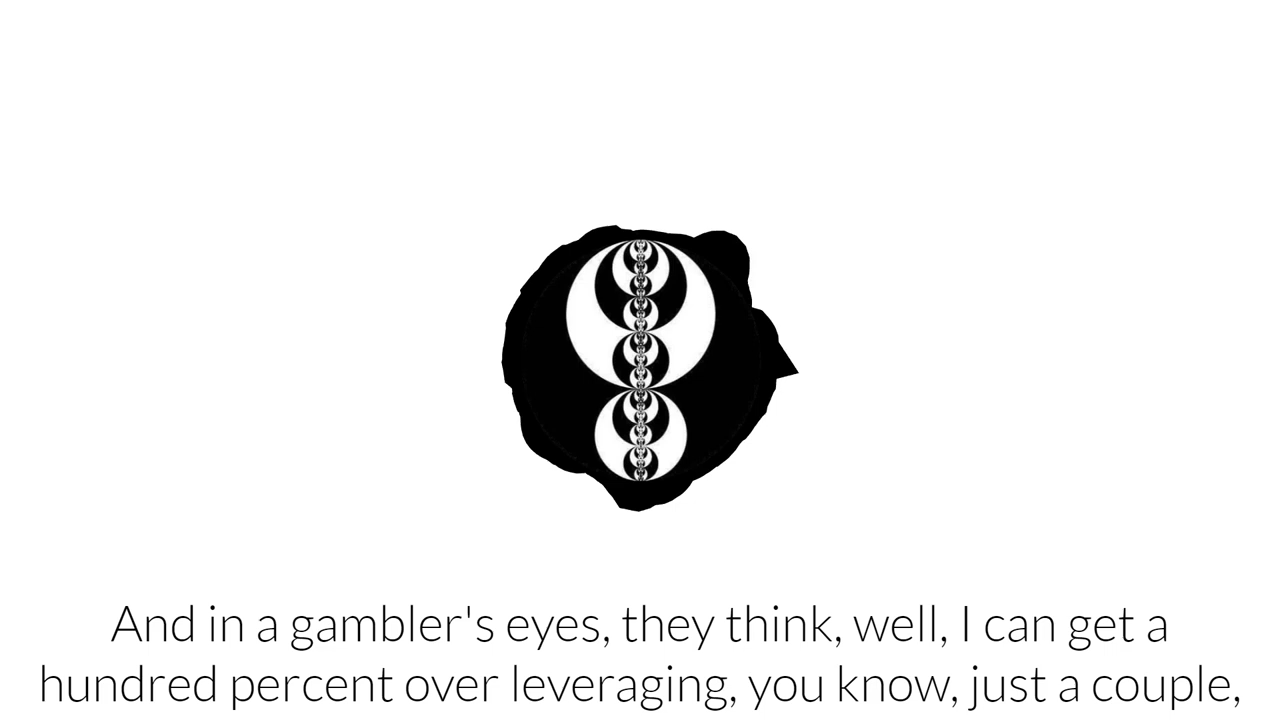 And in a gambler's eyes, they think, well, I can get a
hundred percent over leveraging, you know, just a couple,